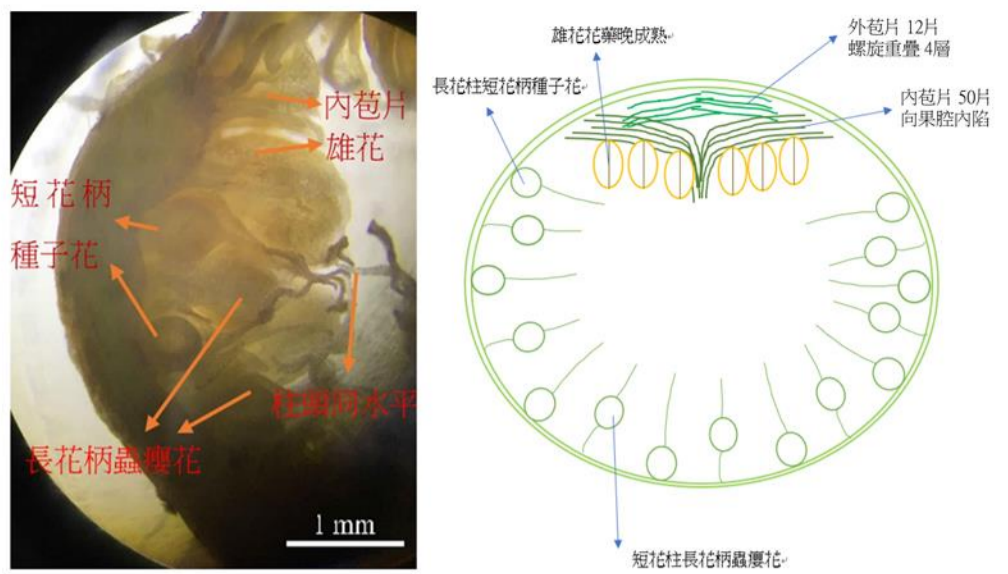 內苞片
雄花
短花柄
種子花
柱頭同水平
長花柄蟲癭花
1 mm
雄花花藥晚成熟
長花柱短花柄種子花
外苞片 12片
螺旋重疊 4層
內苞片 50片
向果腔內陷
短花柱長花柄蟲癭花